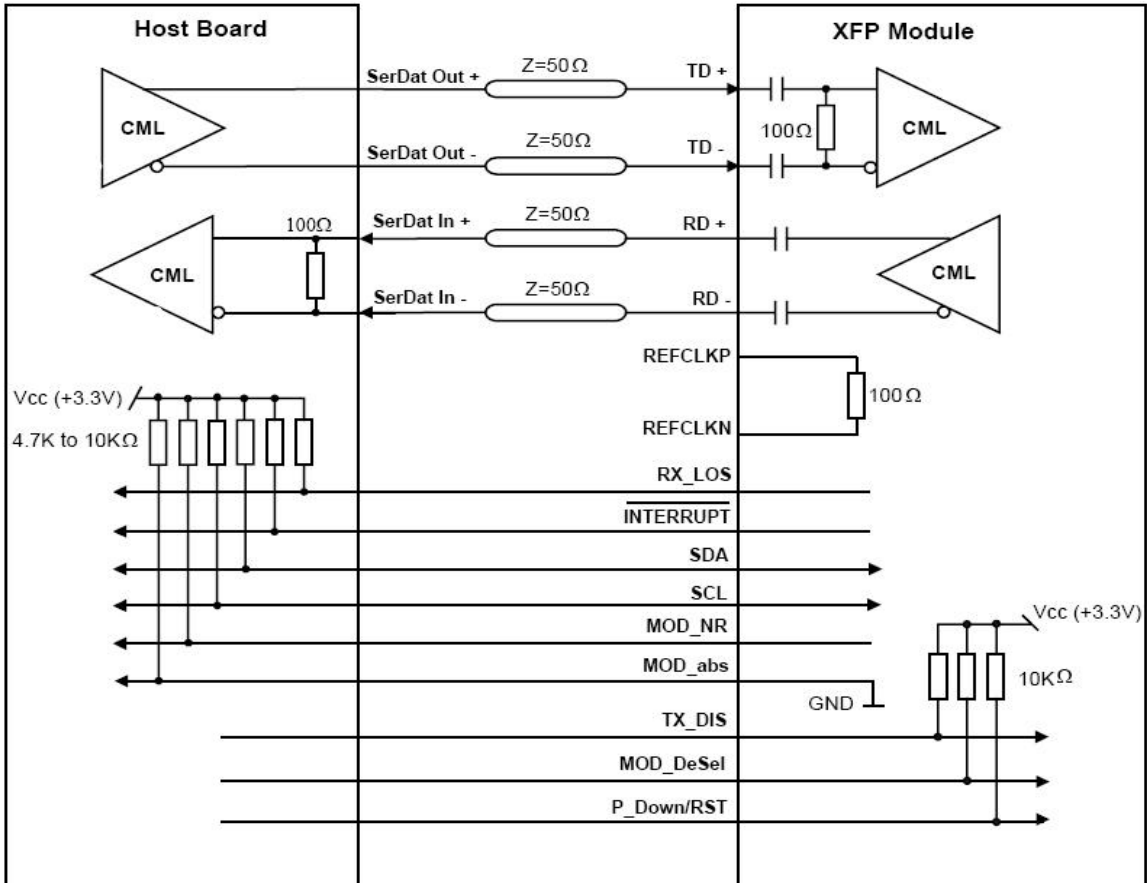 Host Board
XFP Module
SerDat Out +
Z=50Ω
TD +
CML
100Ω
CML
SerDat Out -
Z=50Ω
TD -
SerDat In +
Z=50Ω
RD +
100Ω
CML
CML
SerDat In -
Z=50Ω
RD -
REFCLKP
100Ω
REFCLKN
Vcc (+3.3V)
4.7K to 10KΩ
RX_LOS
INTERRUPT
SDA
SCL
MOD_NR
MOD_abs
Vcc (+3.3V)
10KΩ
GND
TX_DIS
MOD_DeSel
P_Down/RST